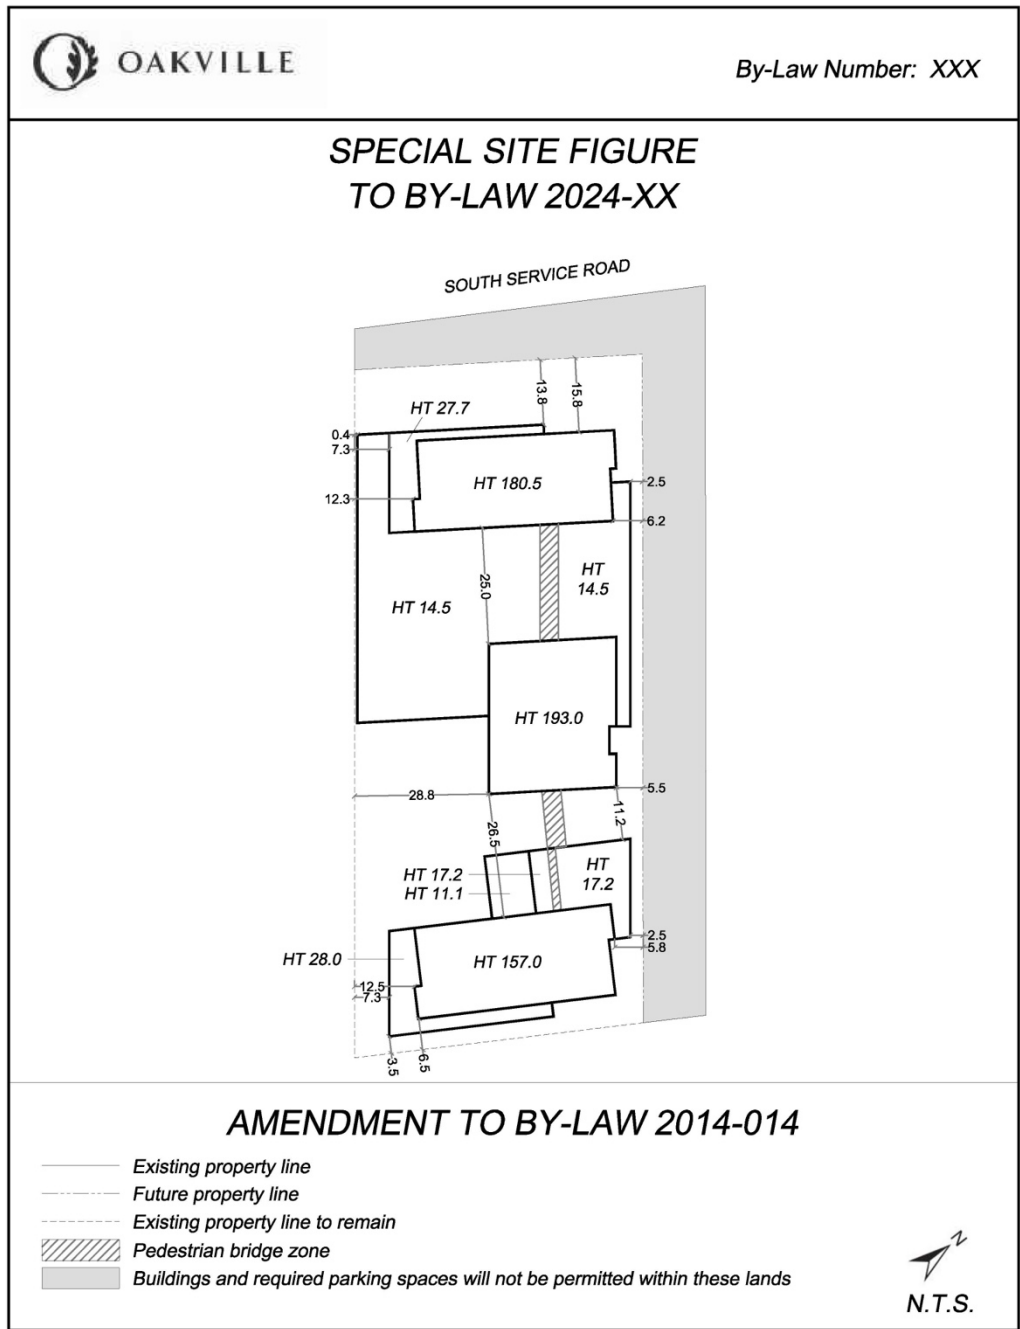 OAKVILLE
By-Law Number: XXX
SPECIAL SITE FIGURE
TO BY-LAW 2024-XX
SOUTH SERVICE ROAD
13.8
15.8
HT 27.7
0.4
7.3
HT 180.5
2.5
12.3
6.2
HT
14.5
25.0
HT 14.5
HT 193.0
5.5
28.8
11.2
26.5
HT 17.2
HT 11.1
HT
17.2
2.5
5.8
HT 28.0
HT 157.0
12.5
7.3
3.5
6.5
AMENDMENT TO BY-LAW 2014-014
Existing property line
Future property line
Existing property line to remain
Pedestrian bridge zone
Buildings and required parking spaces will not be permitted within these lands
N
N.T.S.